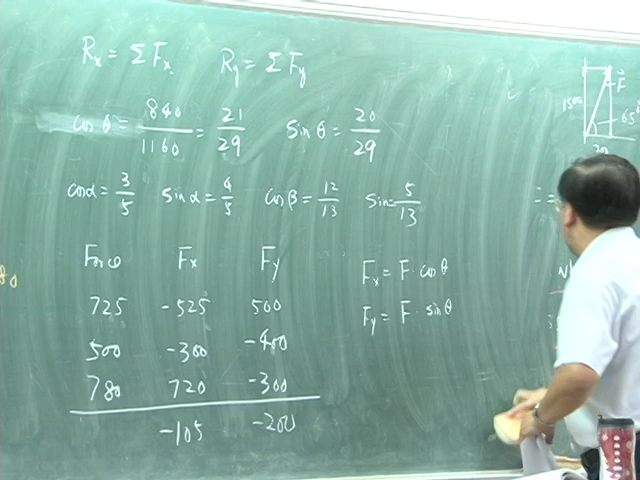 Rx = ΣFx Ry = ΣFy
cos θ = 840/1160 = 21/29 sin θ = 20/29
cosα = 3/5 sin α = 4/5 cos β = 12/13 sin = 5/13
Force Fx Fy
725 -525 500
500 -300 -400
780 720 -300
-105 -200
Fx = F · cos θ
Fy = F · sin θ
F
1500
65°